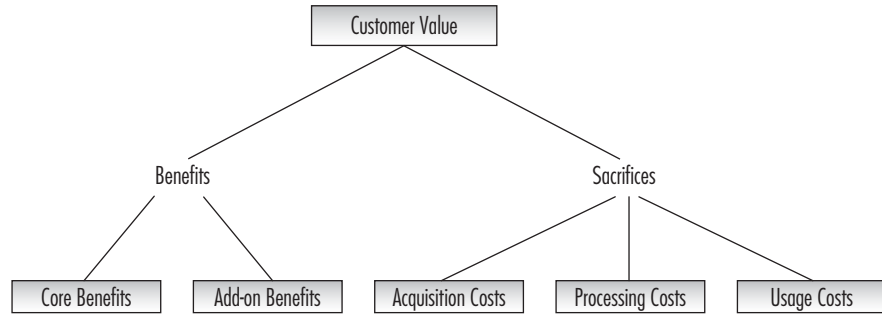 Customer Value
Benefits
Sacrifices
Core Benefits
Add-on Benefits
Acquisition Costs
Processing Costs
Usage Costs